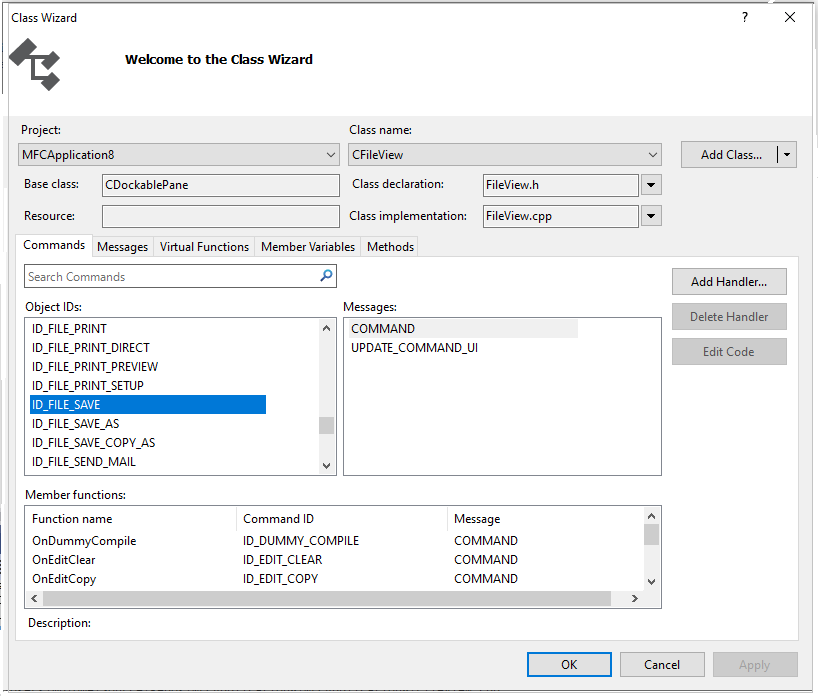 Class Wizard ?
Welcome to the Class Wizard
Project: Class name:
MFCApplication8 CFileView Add Class...
Base class: CDockablePane Class declaration: FileView.h
Resource: Class implementation: FileView.cpp
Commands Messages Virtual Functions Member Variables Methods
Search Commands Add Handler...
Object IDs: Messages:
ID_FILE_PRINT COMMAND Delete Handler
ID_FILE_PRINT_DIRECT UPDATE_COMMAND_UI Edit Code
ID_FILE_PRINT_PREVIEW
ID_FILE_PRINT_SETUP
ID_FILE_SAVE
ID_FILE_SAVE_AS
ID_FILE_SAVE_COPY_AS
ID_FILE_SEND_MAIL
Member functions:
Function name Command ID Message
OnDummyCompile ID_DUMMY_COMPILE COMMAND
OnEditClear ID_EDIT_CLEAR COMMAND
OnEditCopy ID_EDIT_COPY COMMAND
Description:
OK Cancel Apply